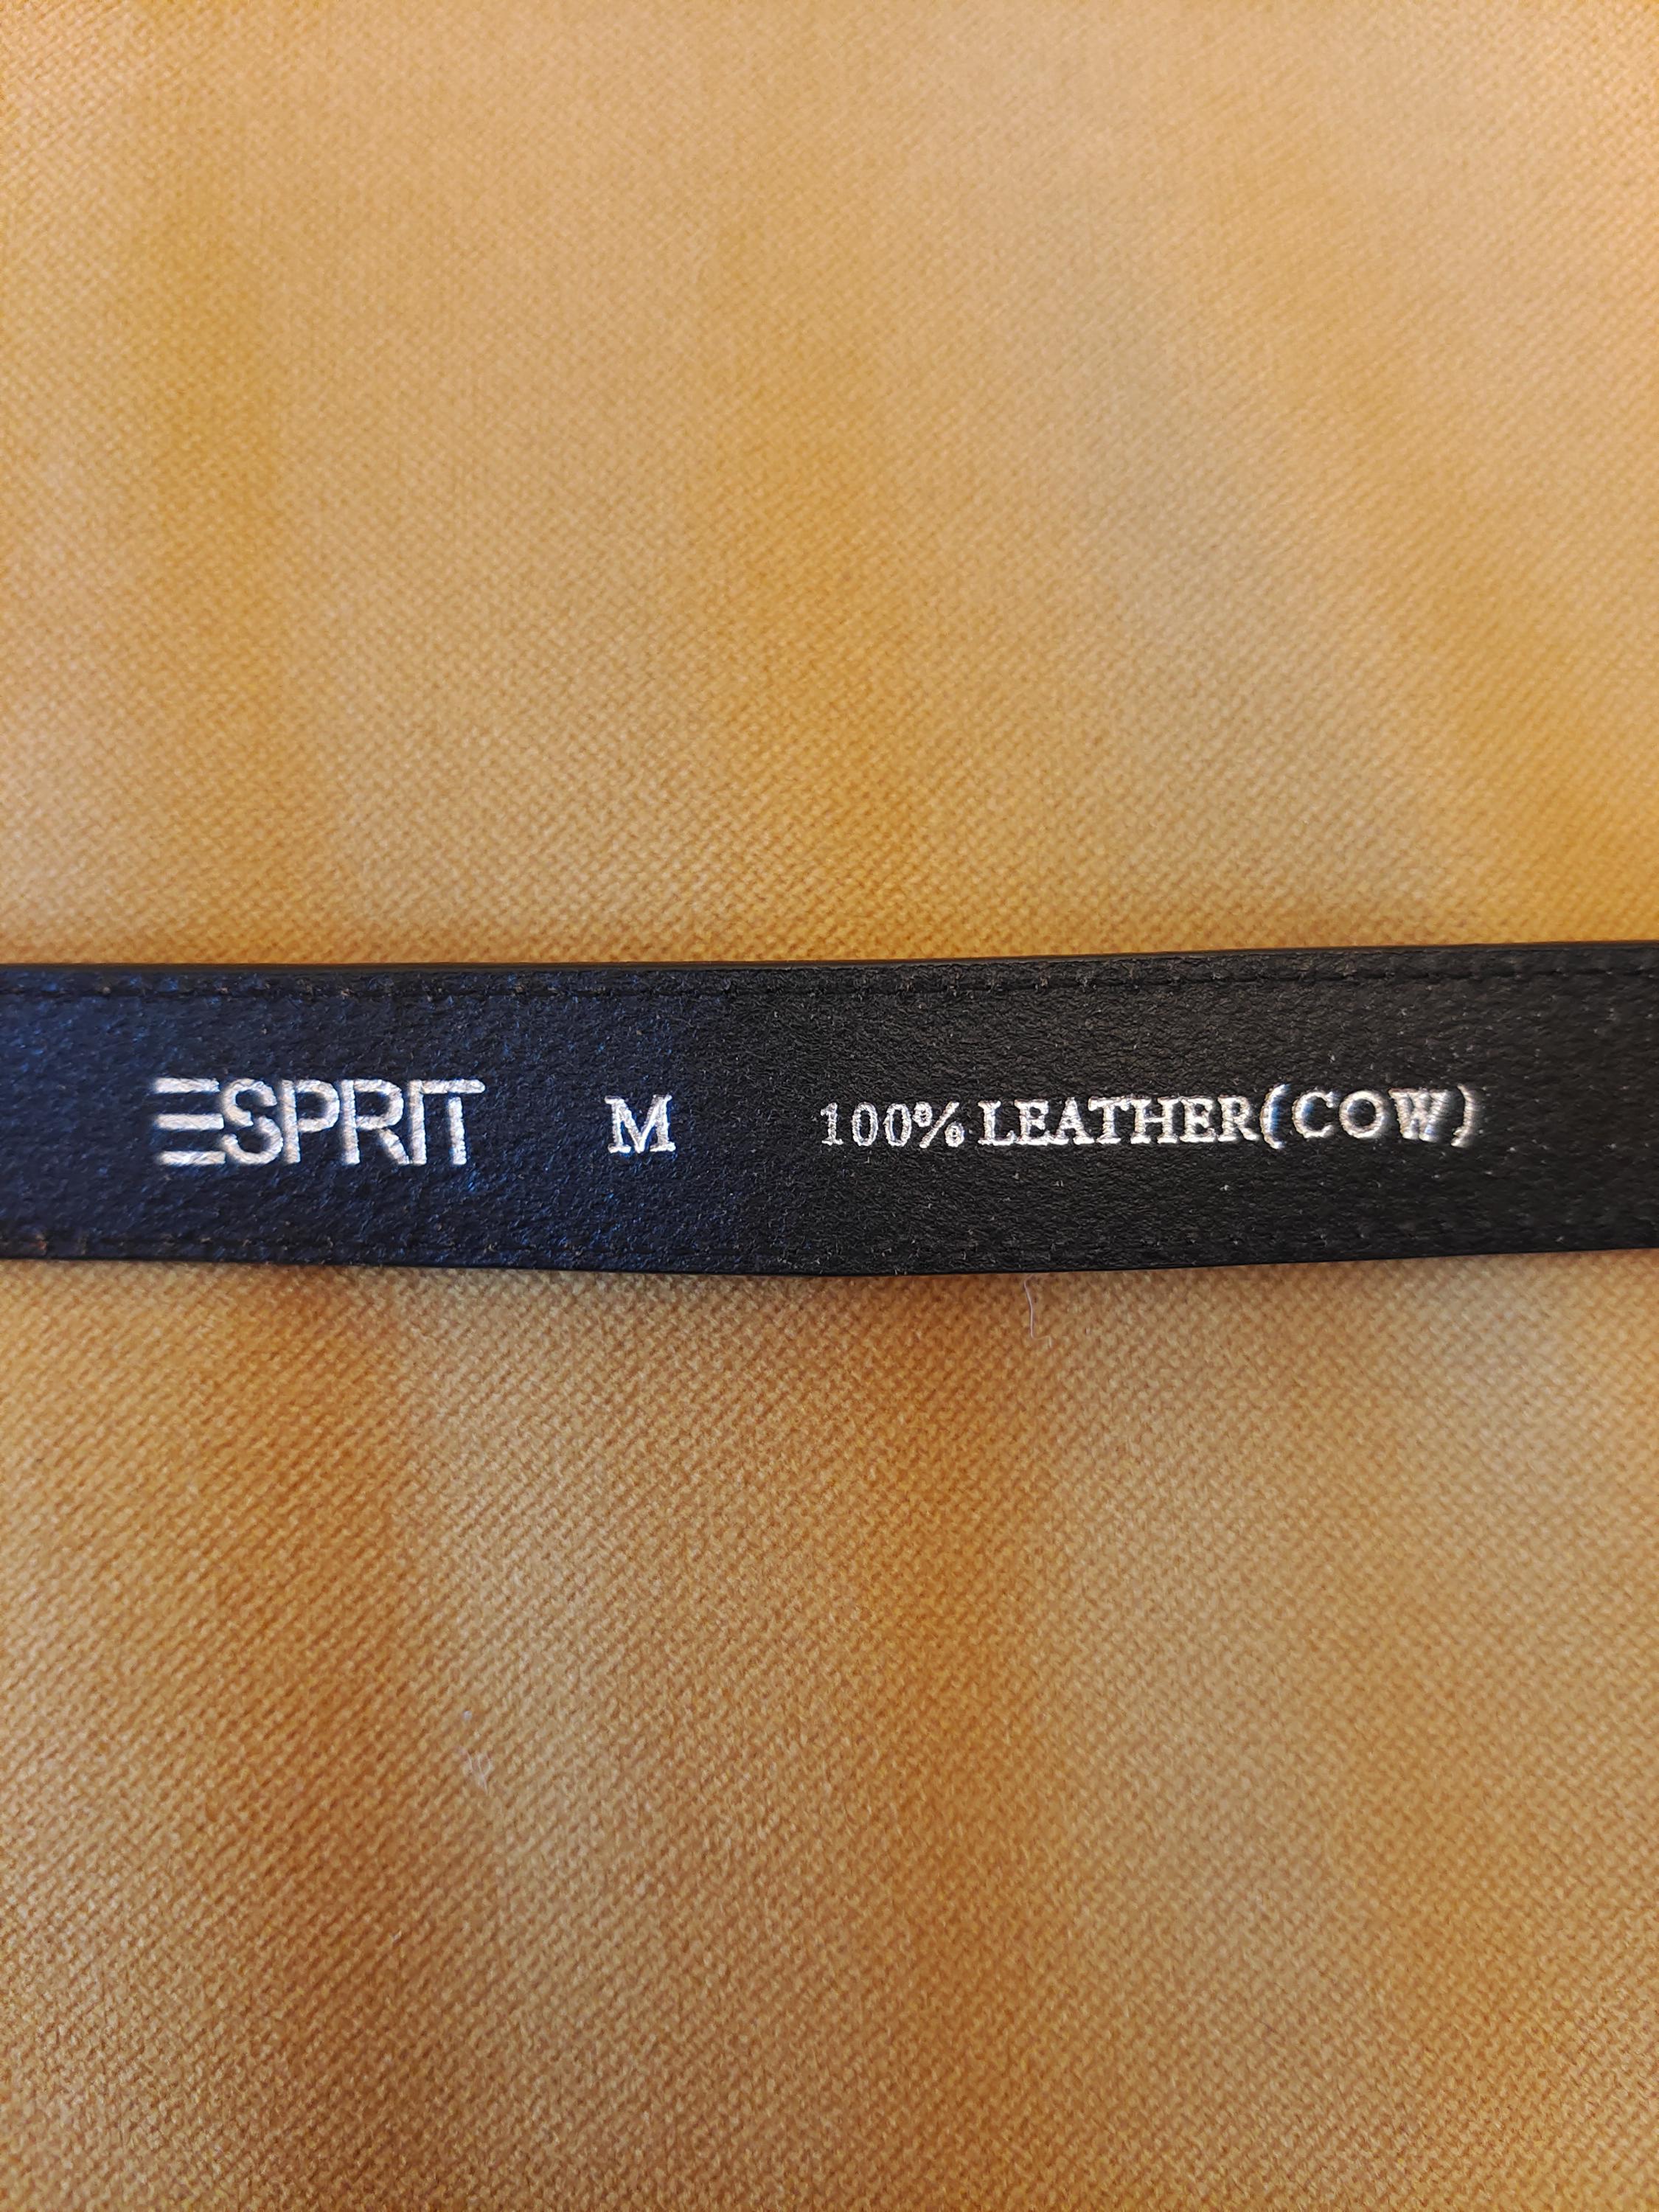 ESPRIT M 100% LEATHER(COW)